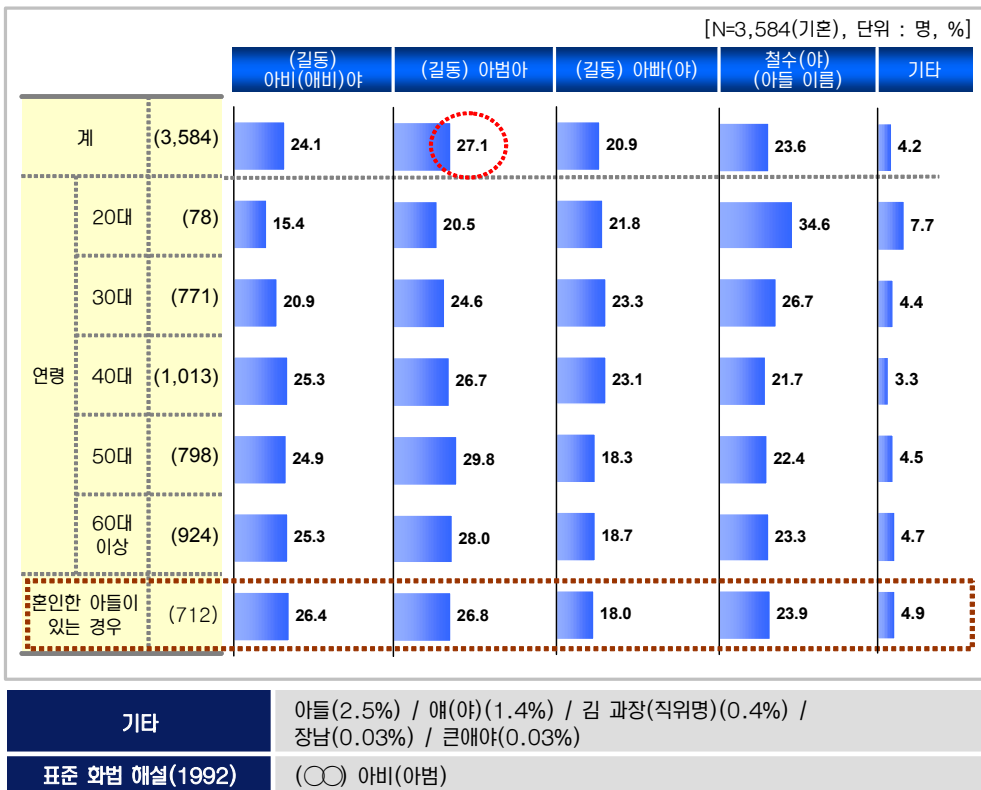 [N=3,584(기혼), 단위 : 명, %]
(길동)
아비(애비)야
(길동) 아범아
(길동) 아빠(야)
철수(야)
(아들 이름)
기타
계 (3,584) 24.1 27.1 20.9 23.6 4.2
연령
20대 (78) 15.4 20.5 21.8 34.6 7.7
30대 (771) 20.9 24.6 23.3 26.7 4.4
40대 (1,013) 25.3 26.7 23.1 21.7 3.3
50대 (798) 24.9 29.8 18.3 22.4 4.5
60대
이상 (924) 25.3 28.0 18.7 23.3 4.7
혼인한 아들이
있는 경우 (712) 26.4 26.8 18.0 23.9 4.9
기타
아들(2.5%) / 얘(야)(1.4%) / 김 과장(직위명)(0.4%) /
장남(0.03%) / 큰애야(0.03%)
표준 화법 해설(1992) (○○) 아비(아범)